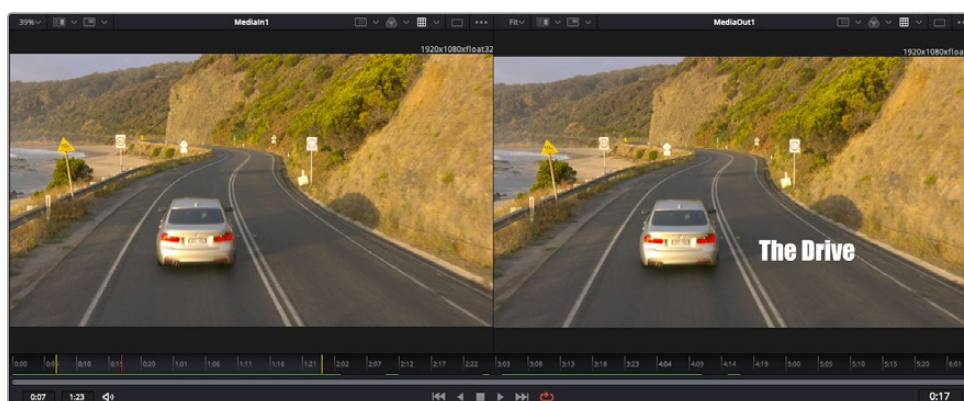 39% MediaIn1
Fit MediaOut1
1920x1080xfloat32
1920x1080xfloat
The Drive
0:00 0:10 0:20 1:01 1:06 1:11 1:16 1:21 2:02 2:07 2:12 2:17 2:22 3:03 3:08 3:13 3:18 3:23 4:04 4:09 4:14 4:19 5:00 5:05 5:10 5:15 5:20 6:01
0:07 1:23 0:17